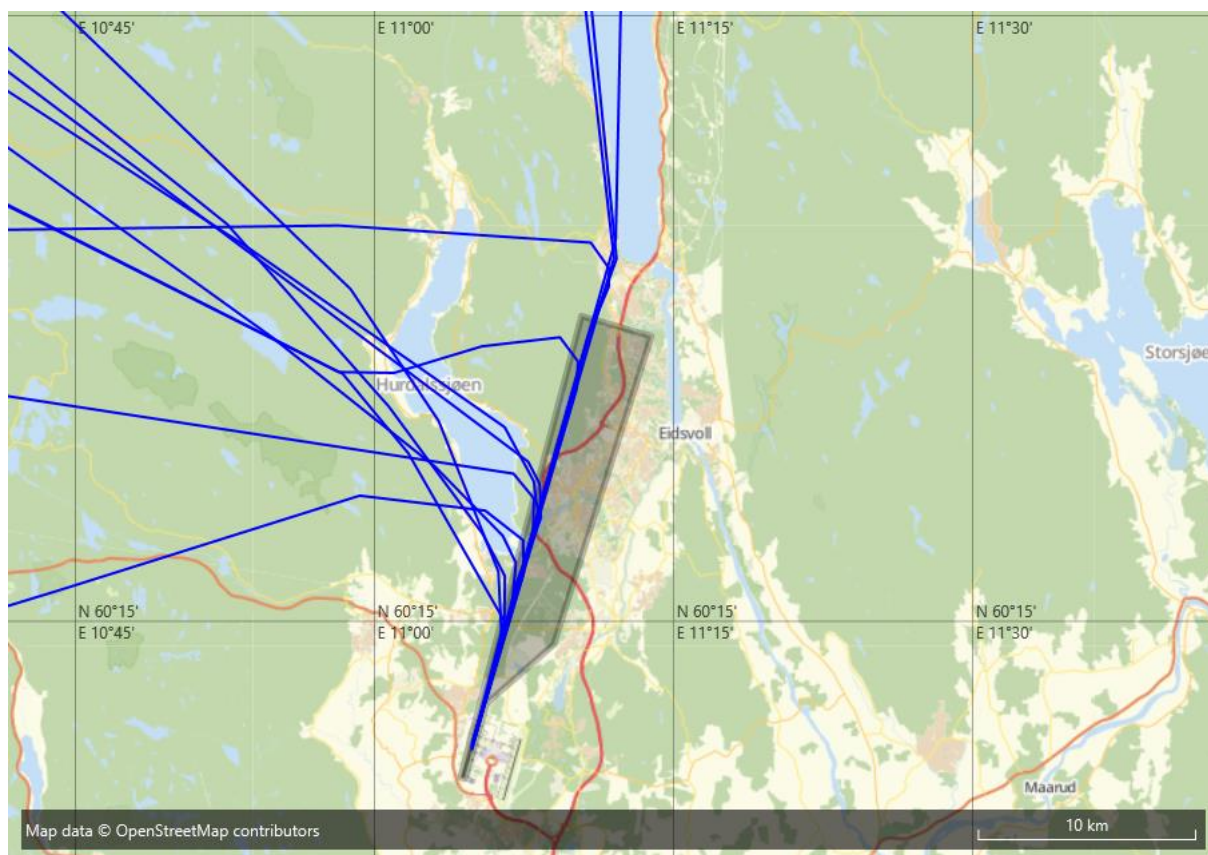 E 10°45' E 11°00' E 11°15' E 11°30'
Storsjøe
Hurdalssjøen
Eidsvoll
N 60°15' N 60°15' N 60°15' N 60°15'
E 10°45' E 11°00' E 11°15' E 11°30'
Maarud
Map data © OpenStreetMap contributors
10 km